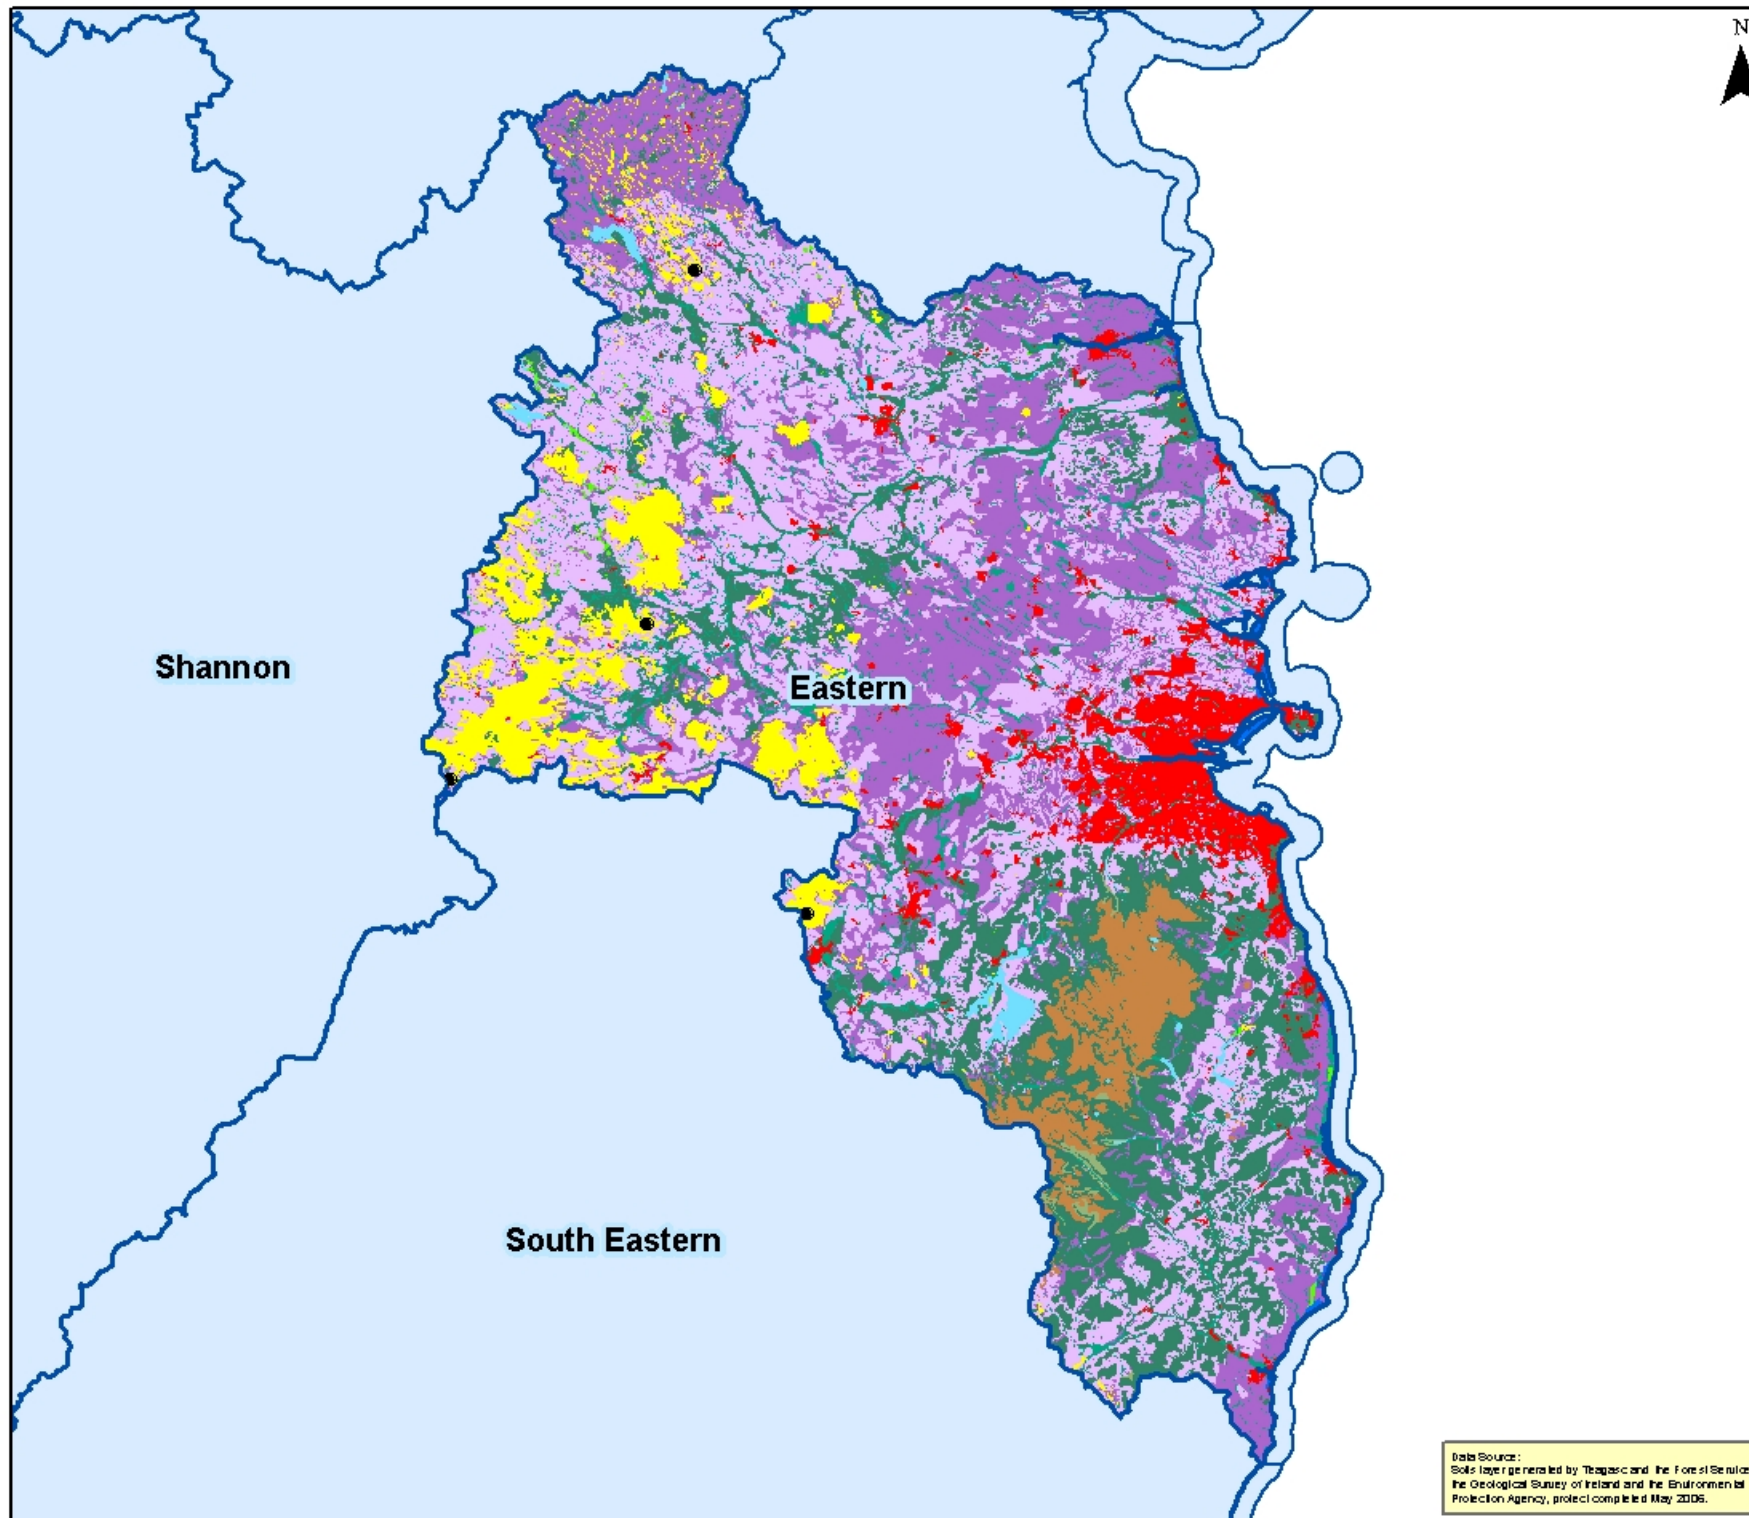 N
Shannon
Eastern
South Eastern
Data Source:
Soils layer generated by Teagasc and the Forest Service
the Geological Survey of Ireland and the Environmental
Protection Agency, project completed May 2006.